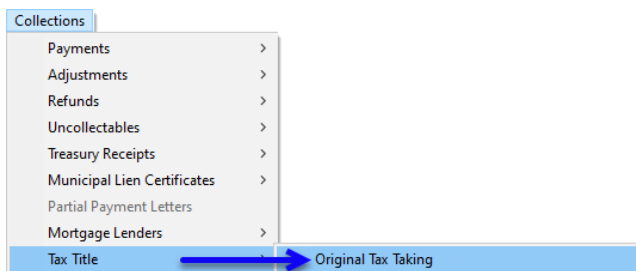 Collections
Payments
Adjustments
Refunds
Uncollectables
Treasury Receipts
Municipal Lien Certificates
Partial Payment Letters
Mortgage Lenders
Tax Title Original Tax Taking